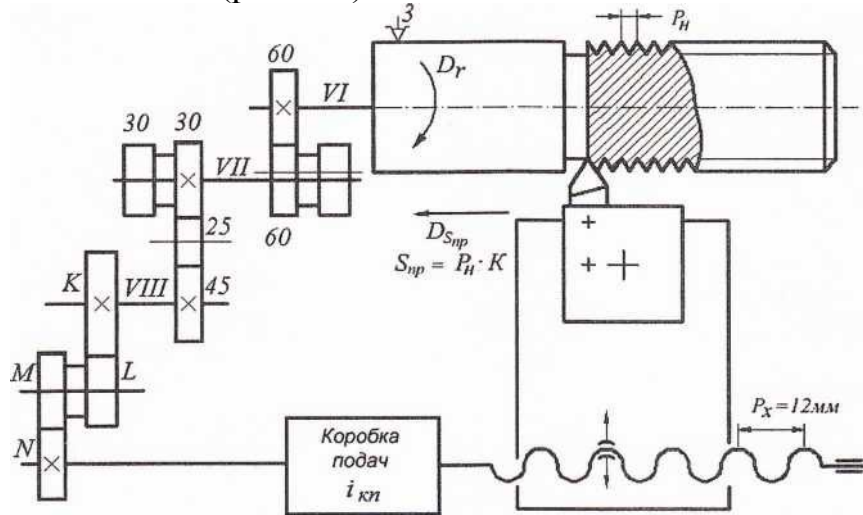 3
P_н
60
VI
D_r
30 30
VII
25
60
D_Sпр
S_пр = P_н · K
K VIII 45
M L
P_x = 12мм
N
Коробка
подач
i_кп